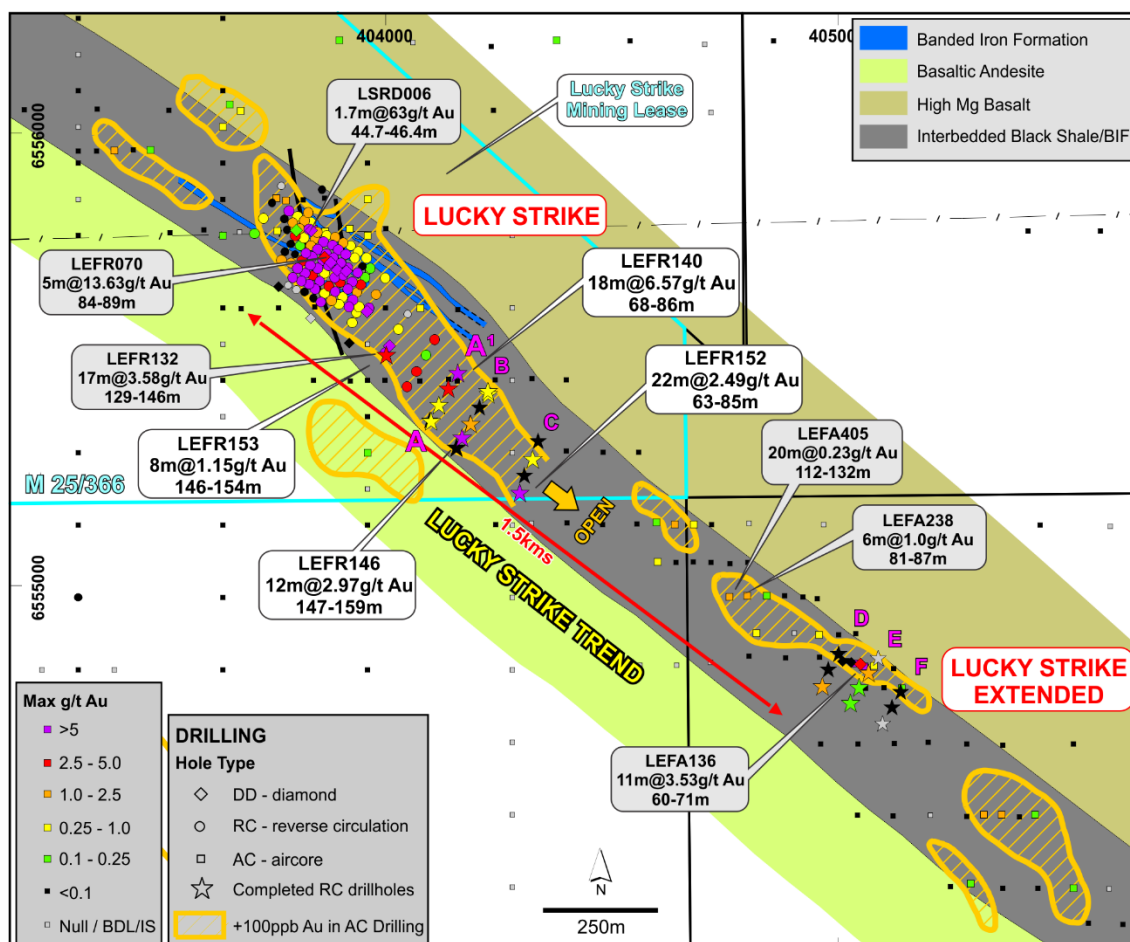 404000
405000
6556000
6555000
Banded Iron Formation
Basaltic Andesite
High Mg Basalt
Interbedded Black Shale/BIF
LSRD006
1.7m@63g/t Au
44.7-46.4m
Lucky Strike
Mining Lease
LUCKY STRIKE
LEFR070
5m@13.63g/t Au
84-89m
LEFR140
18m@6.57g/t Au
68-86m
LEFR132
17m@3.58g/t Au
129-146m
A¹
B
LEFR152
22m@2.49g/t Au
63-85m
LEFR153
8m@1.15g/t Au
146-154m
A
C
LEFA405
20m@0.23g/t Au
112-132m
M 25/366
OPEN
LEFA238
6m@1.0g/t Au
81-87m
LEFR146
12m@2.97g/t Au
147-159m
1.5kms
LUCKY STRIKE TREND
D
E
F
LUCKY STRIKE
EXTENDED
LEFA136
11m@3.53g/t Au
60-71m
Max g/t Au
>5
2.5 - 5.0
1.0 - 2.5
0.25 - 1.0
0.1 - 0.25
<0.1
Null / BDL/IS
DRILLING
Hole Type
DD - diamond
RC - reverse circulation
AC - aircore
Completed RC drillholes
+100ppb Au in AC Drilling
N
250m